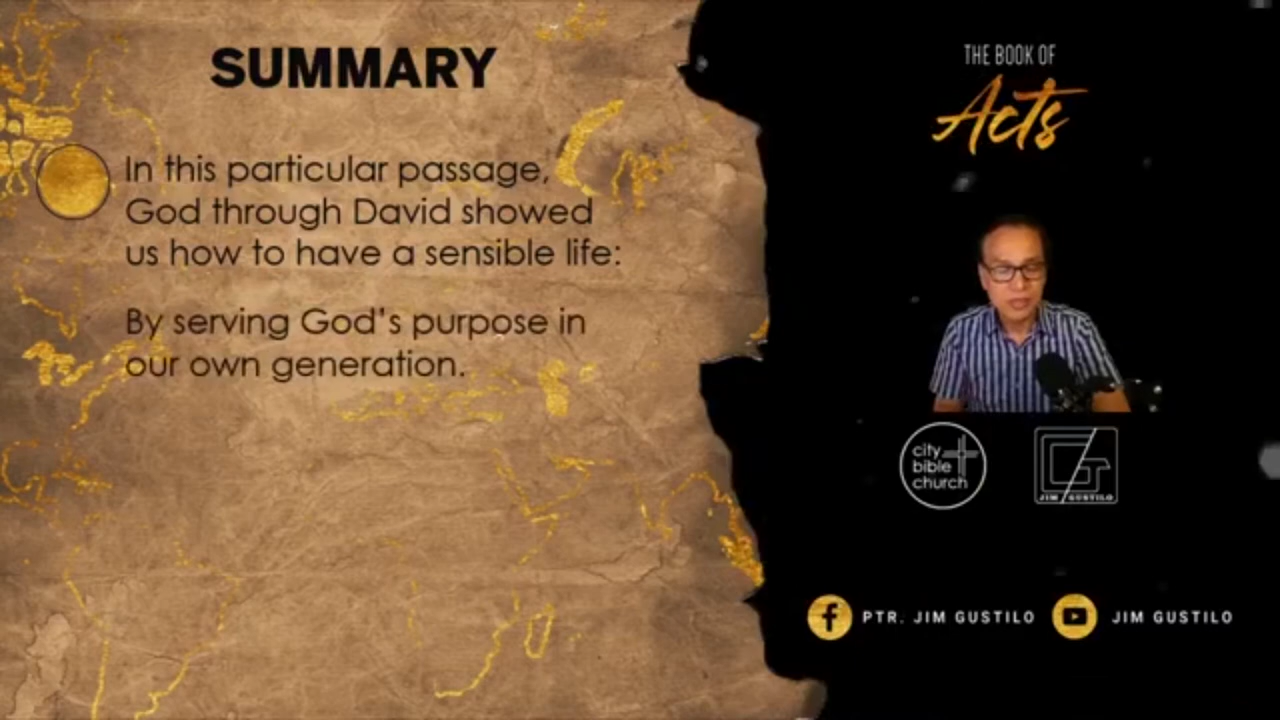 SUMMARY
In this particular passage,
God through David showed
us how to have a sensible life:
By serving God's purpose in
our own generation.
THE BOOK OF
Acts
city
bible
church
JIM GUSTILO
PTR. JIM GUSTILO
JIM GUSTILO